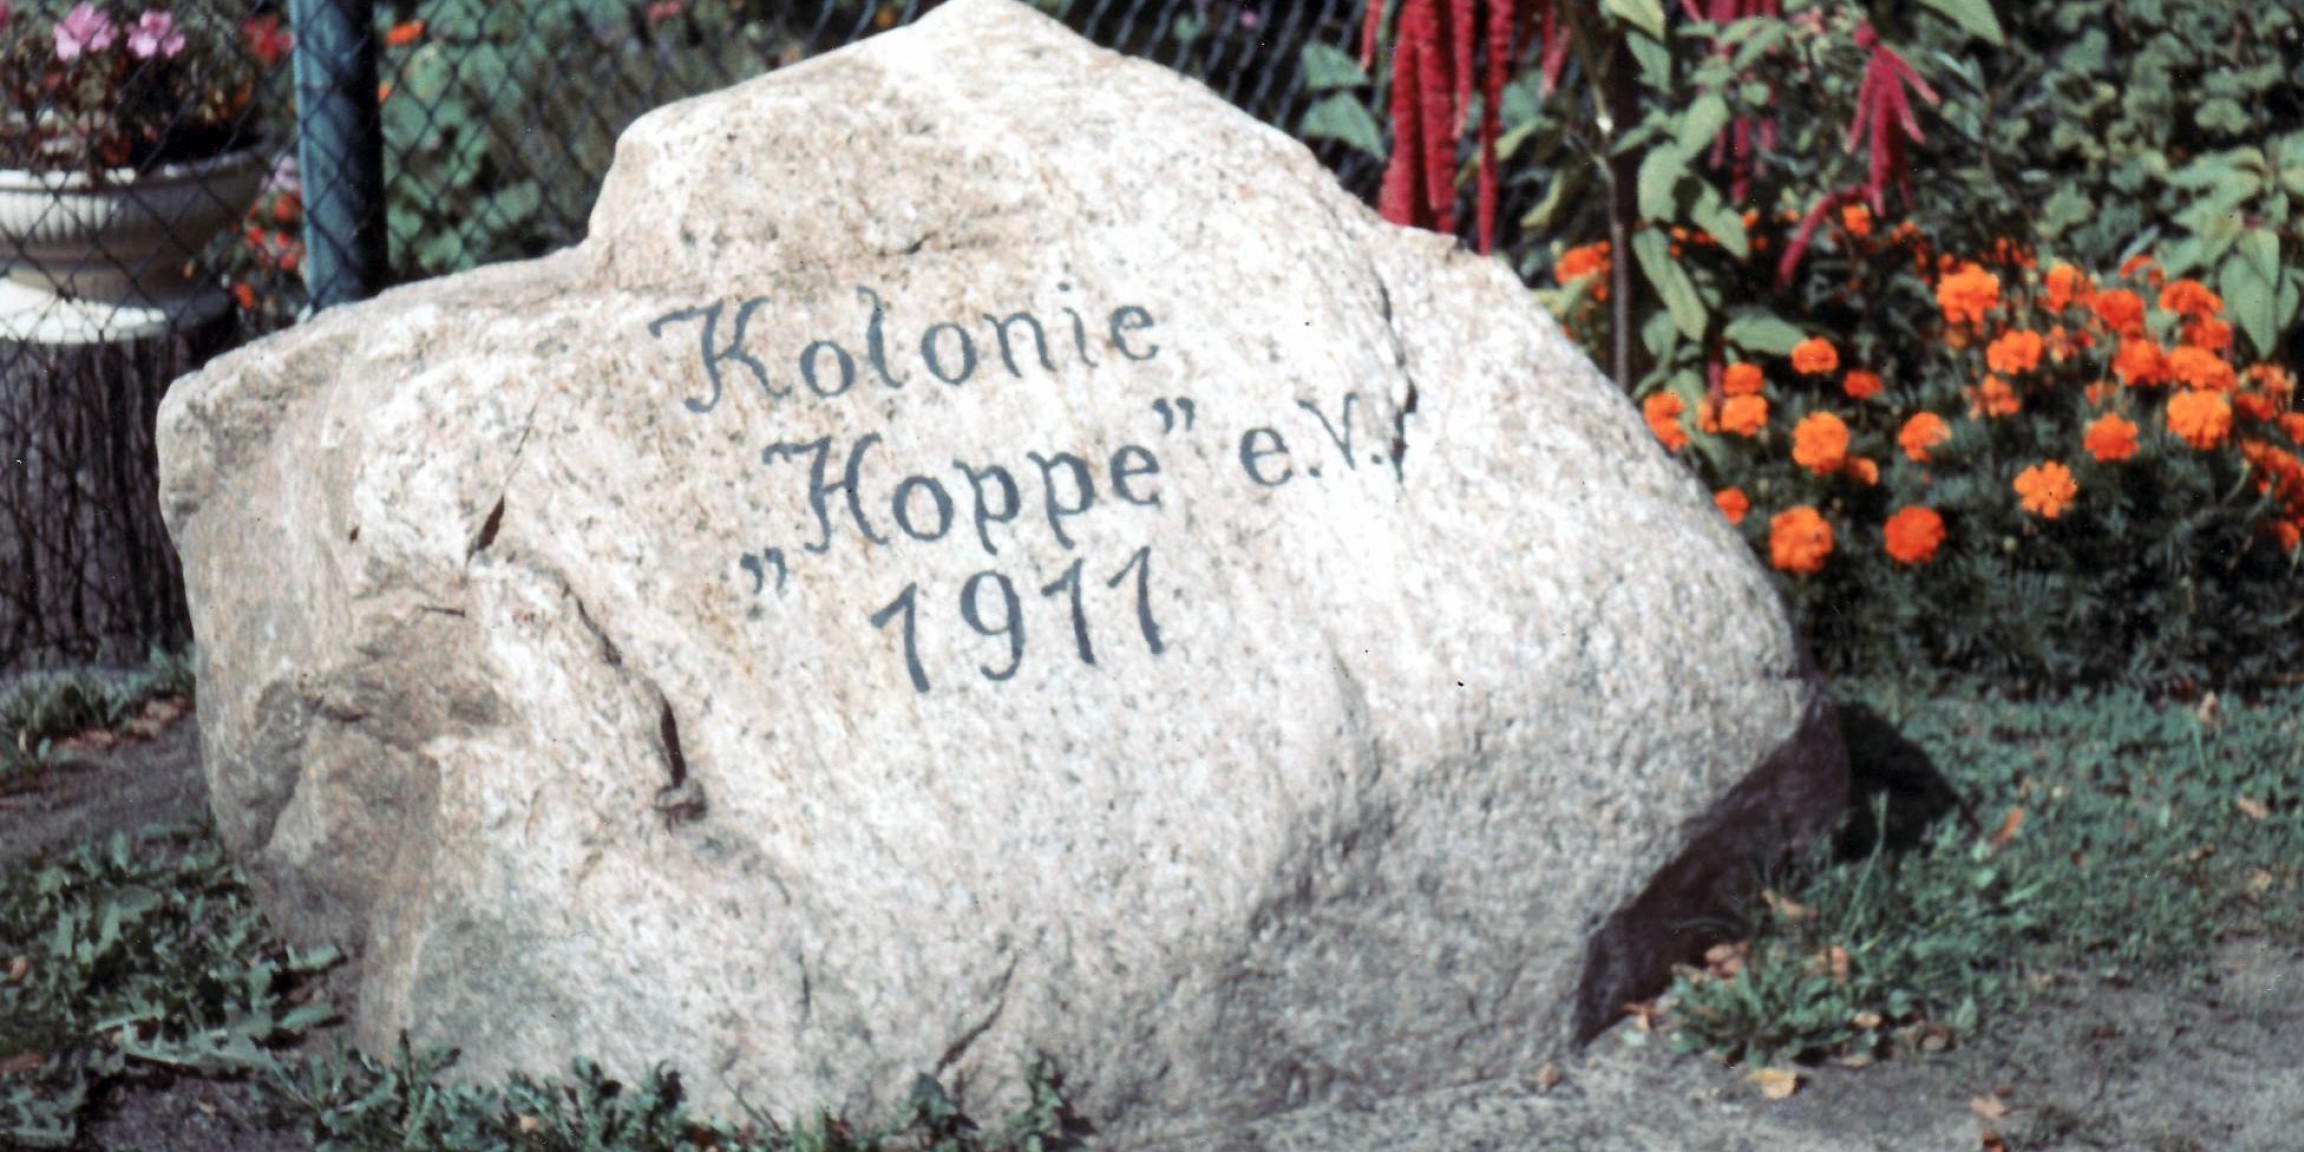 Kolonie
„Hoppe” e.V.
1911